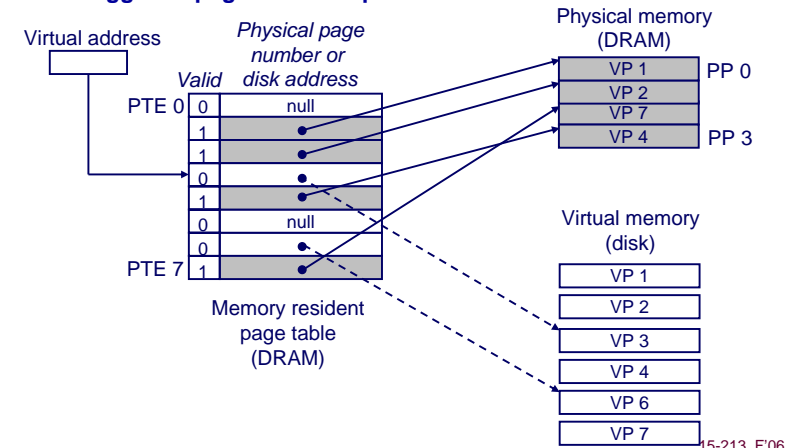 Physical memory
(DRAM)
Virtual address
Physical page
number or
disk address
Valid
PTE 0
0
null
1
1
0
1
0
null
0
PTE 7
1
VP 1
PP 0
VP 2
VP 7
VP 4
PP 3
Memory resident
page table
(DRAM)
Virtual memory
(disk)
VP 1
VP 2
VP 3
VP 4
VP 6
VP 7
15-213, F'06